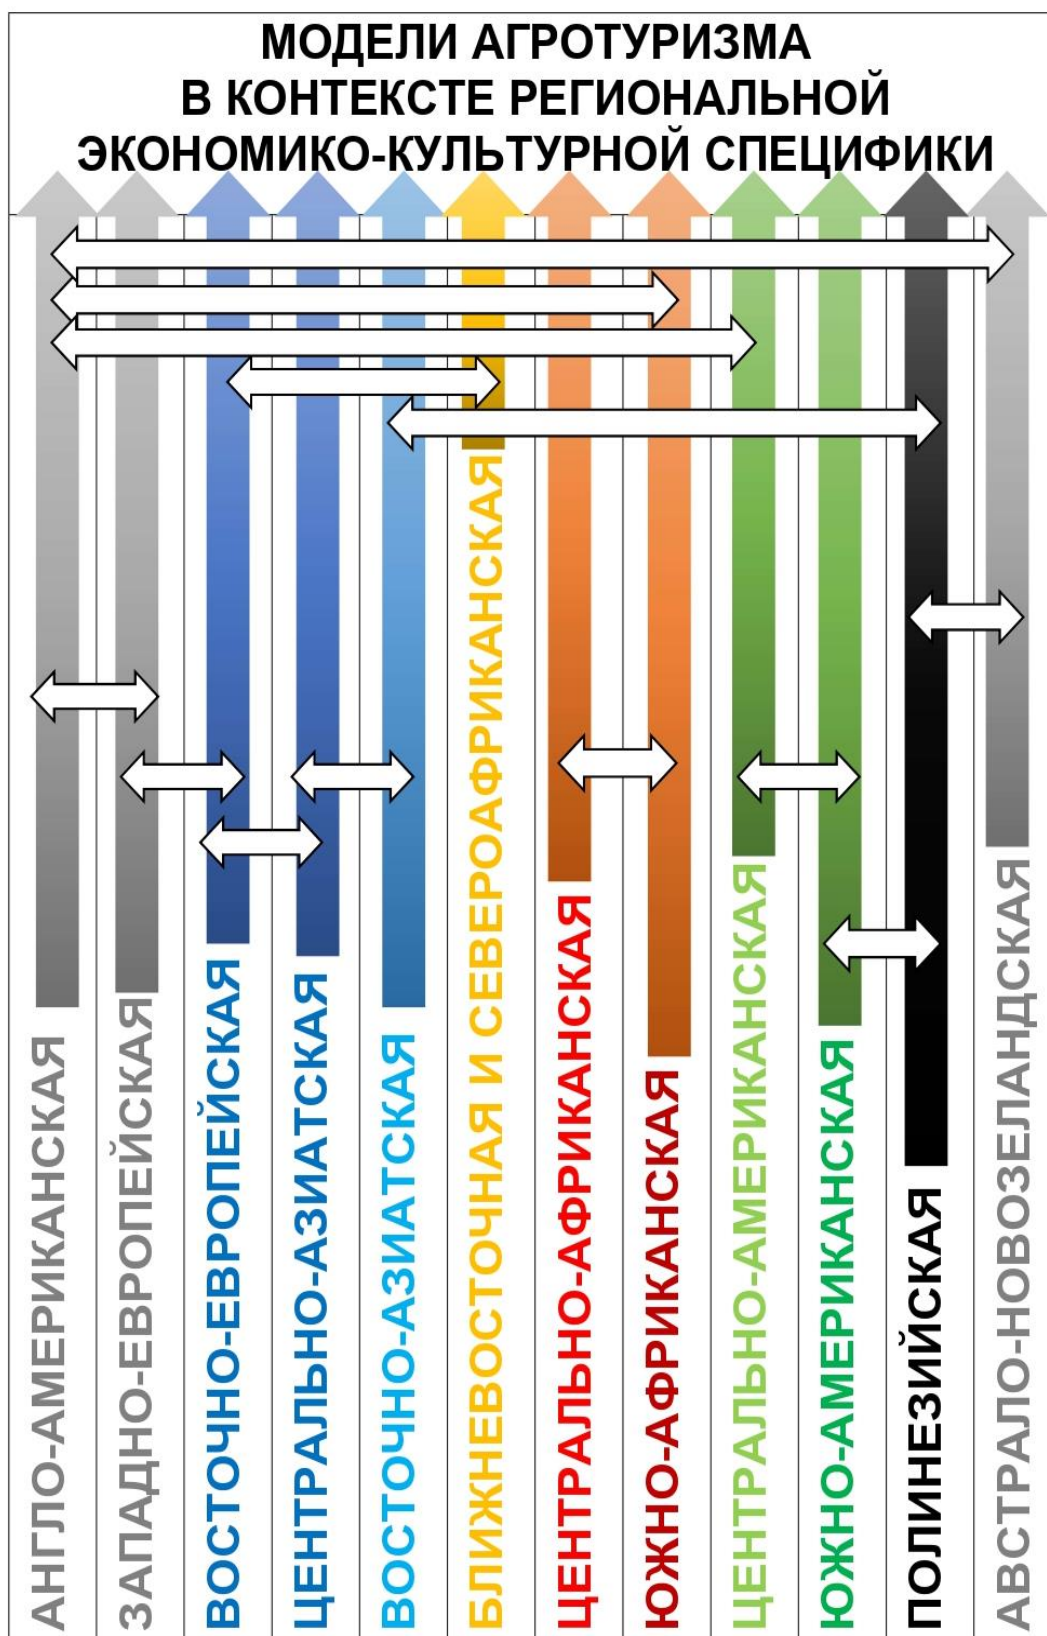 МОДЕЛИ АГРОТУРИЗМА
В КОНТЕКСТЕ РЕГИОНАЛЬНОЙ
ЭКОНОМИКО-КУЛЬТУРНОЙ СПЕЦИФИКИ
АНГЛО-АМЕРИКАНСКАЯ
ЗАПАДНО-ЕВРОПЕЙСКАЯ
ВОСТОЧНО-ЕВРОПЕЙСКАЯ
ЦЕНТРАЛЬНО-АЗИАТСКАЯ
ВОСТОЧНО-АЗИАТСКАЯ
БЛИЖНЕВОСТОЧНАЯ И СЕВЕРОАФРИКАНСКАЯ
ЦЕНТРАЛЬНО-АФРИКАНСКАЯ
ЮЖНО-АФРИКАНСКАЯ
ЦЕНТРАЛЬНО-АМЕРИКАНСКАЯ
ЮЖНО-АМЕРИКАНСКАЯ
ПОЛИНЕЗИЙСКАЯ
АВСТРАЛО-НОВОЗЕЛАНДСКАЯ